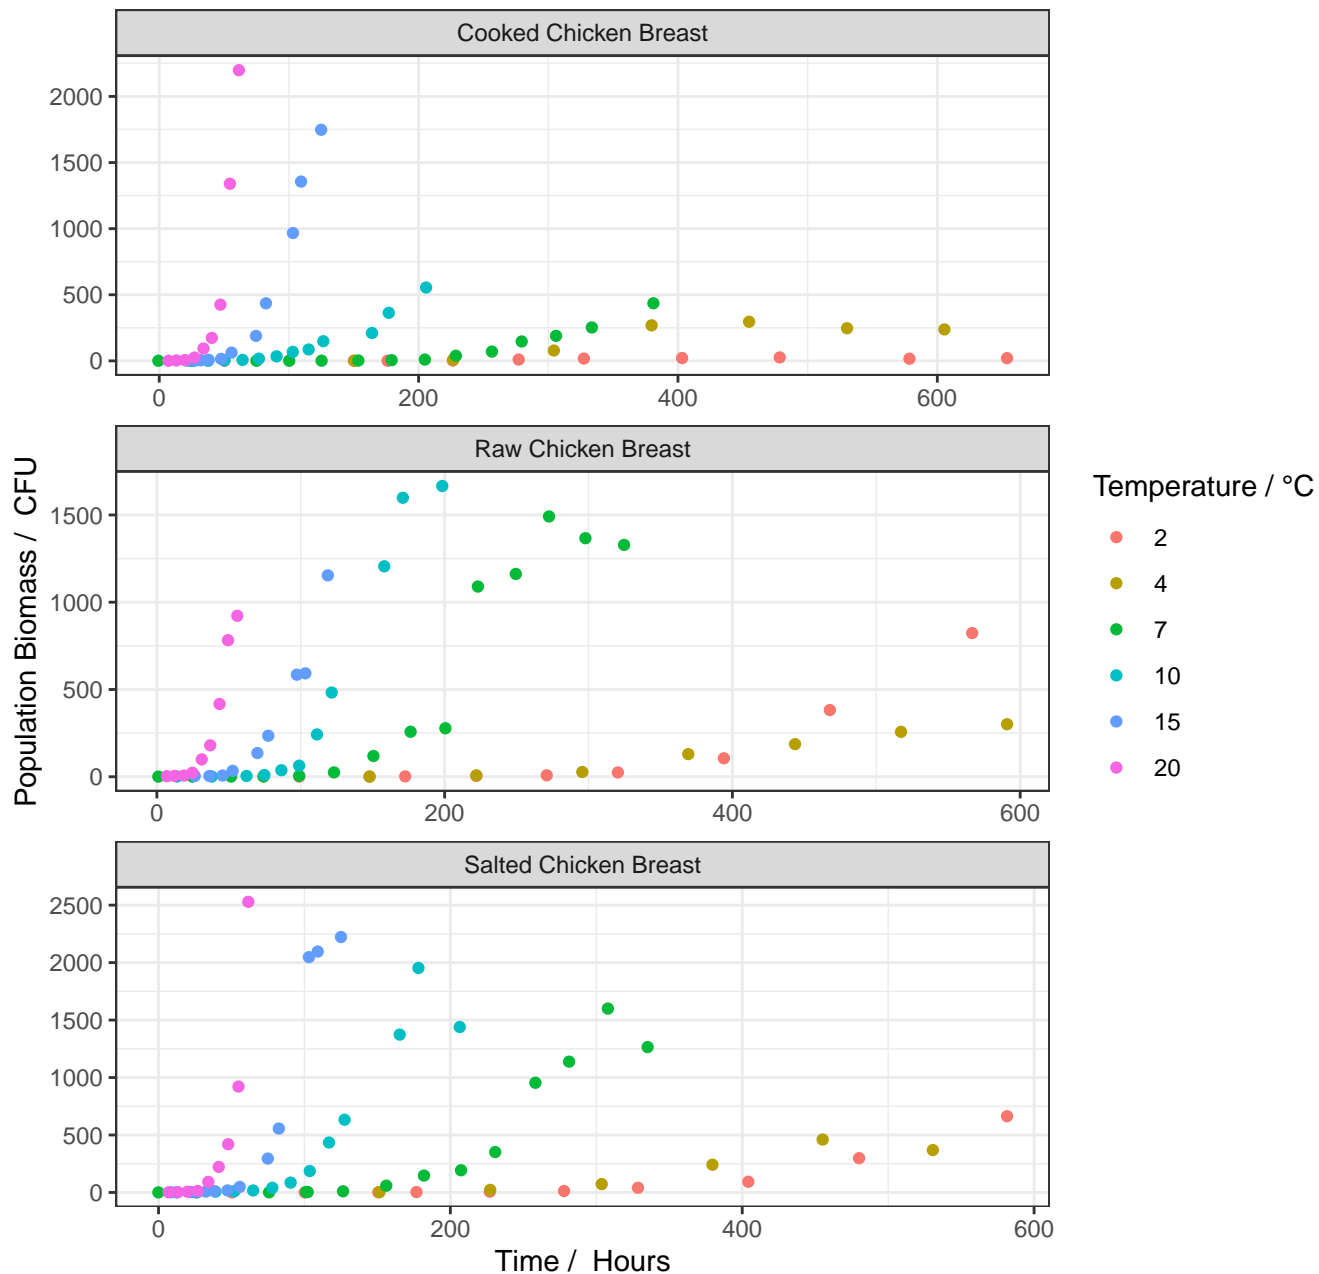 Cooked Chicken Breast
2000
1500
1000
500
0
0 200 400 600
Raw Chicken Breast
1500
1000
500
0
0 200 400 600
Salted Chicken Breast
2500
2000
1500
1000
500
0
0 200 400 600
Time / Hours
Population Biomass / CFU
Temperature / °C
2
4
7
10
15
20